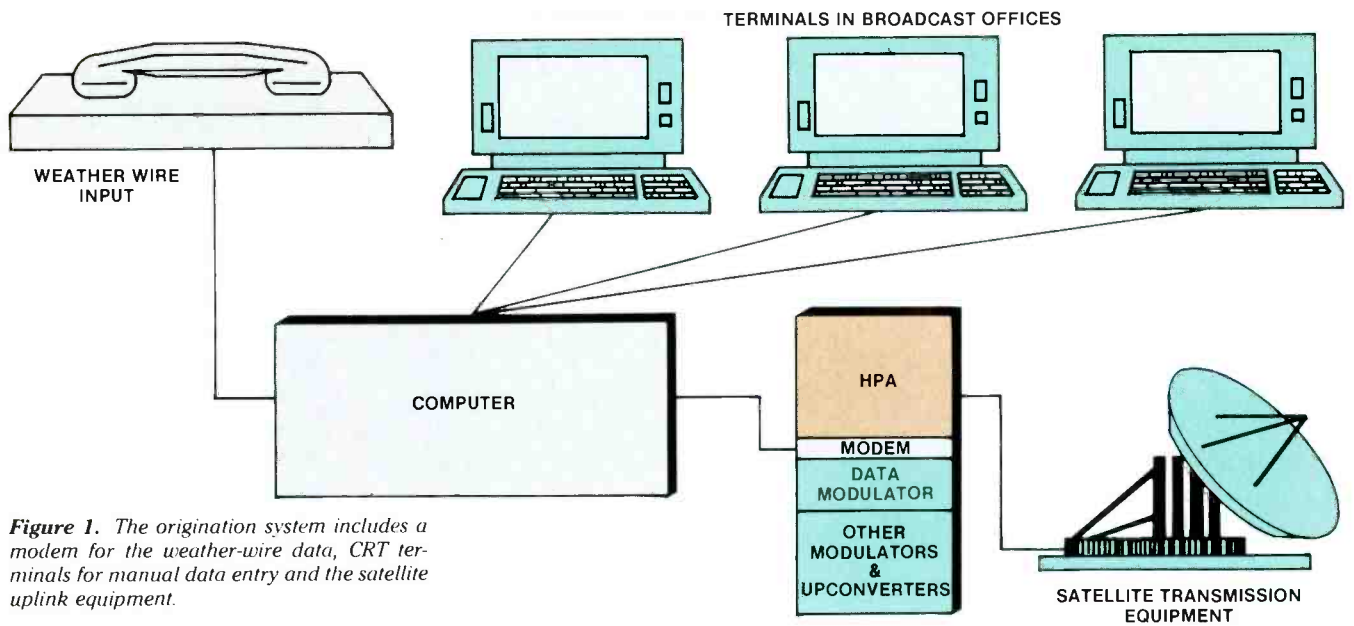 TERMINALS IN BROADCAST OFFICES
WEATHER WIRE
INPUT
COMPUTER
HPA
MODEM
DATA
MODULATOR
OTHER
MODULATORS
&
UPCONVERTERS
SATELLITE TRANSMISSION
EQUIPMENT
Figure 1. The origination system includes a
modem for the weather-wire data, CRT ter-
minals for manual data entry and the satellite
uplink equipment.